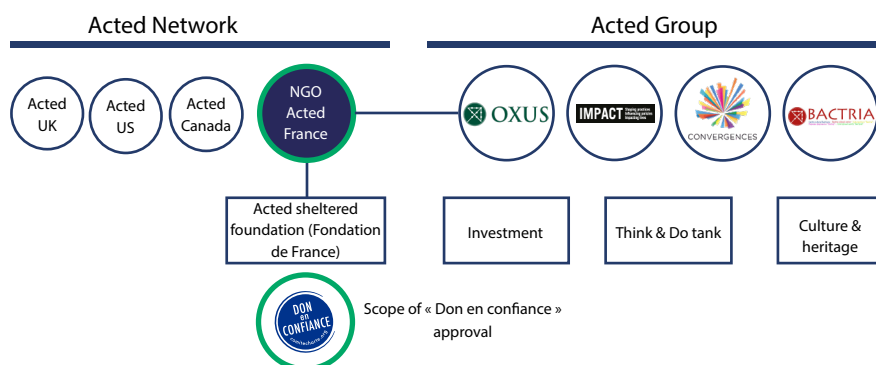 Acted Network
Acted Group
Acted
UK
Acted
US
Acted
Canada
NGO
Acted
France
OXUS
IMPACT
CONVERGENCES
BACTRIA
Acted sheltered
foundation (Fondation
de France)
Investment
Think & Do tank
Culture &
heritage
DON
en
CONFIANCE
comitecharte.org
Scope of « Don en confiance »
approval